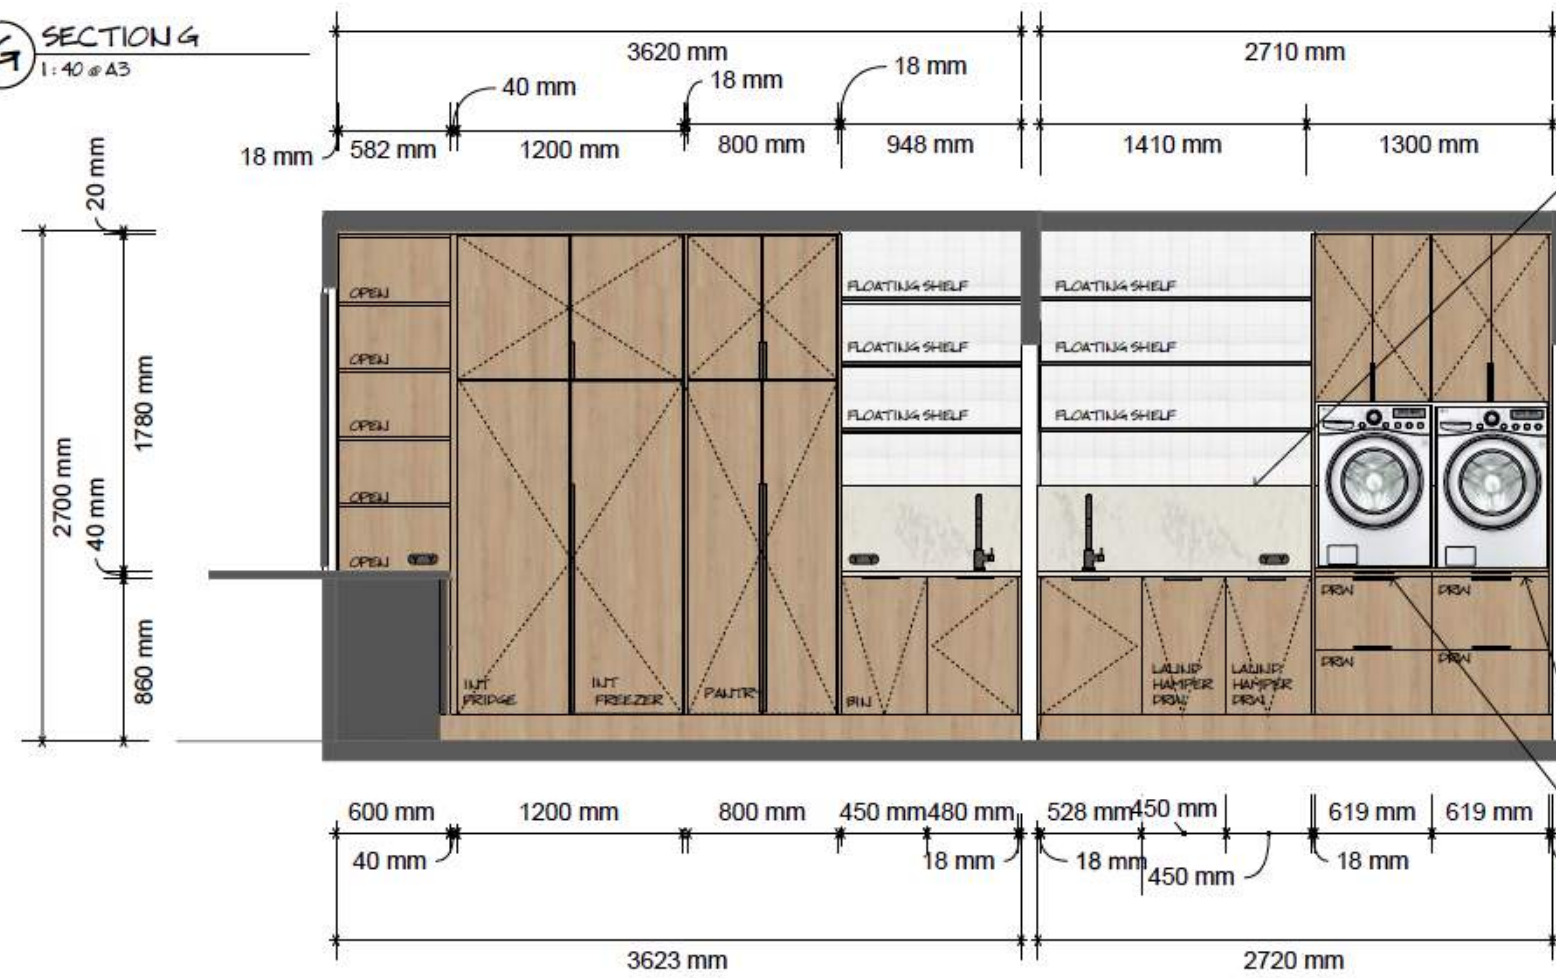 G
SECTION G
1:40 @ A3
3620 mm
2710 mm
40 mm
18 mm
18 mm
18 mm
582 mm
1200 mm
800 mm
948 mm
1410 mm
1300 mm
20 mm
1780 mm
2700 mm
40 mm
860 mm
OPEN
OPEN
OPEN
OPEN
OPEN
FLOATING SHELF
FLOATING SHELF
FLOATING SHELF
FLOATING SHELF
FLOATING SHELF
FLOATING SHELF
INT
FRIDGE
INT
FREEZER
PANTRY
BIN
LAUND
HAMPER
DRW
LAUND
HAMPER
DRW
DRW
DRW
DRW
DRW
600 mm
1200 mm
800 mm
450 mm
480 mm
528 mm
450 mm
619 mm
619 mm
40 mm
18 mm
18 mm
450 mm
18 mm
3623 mm
2720 mm